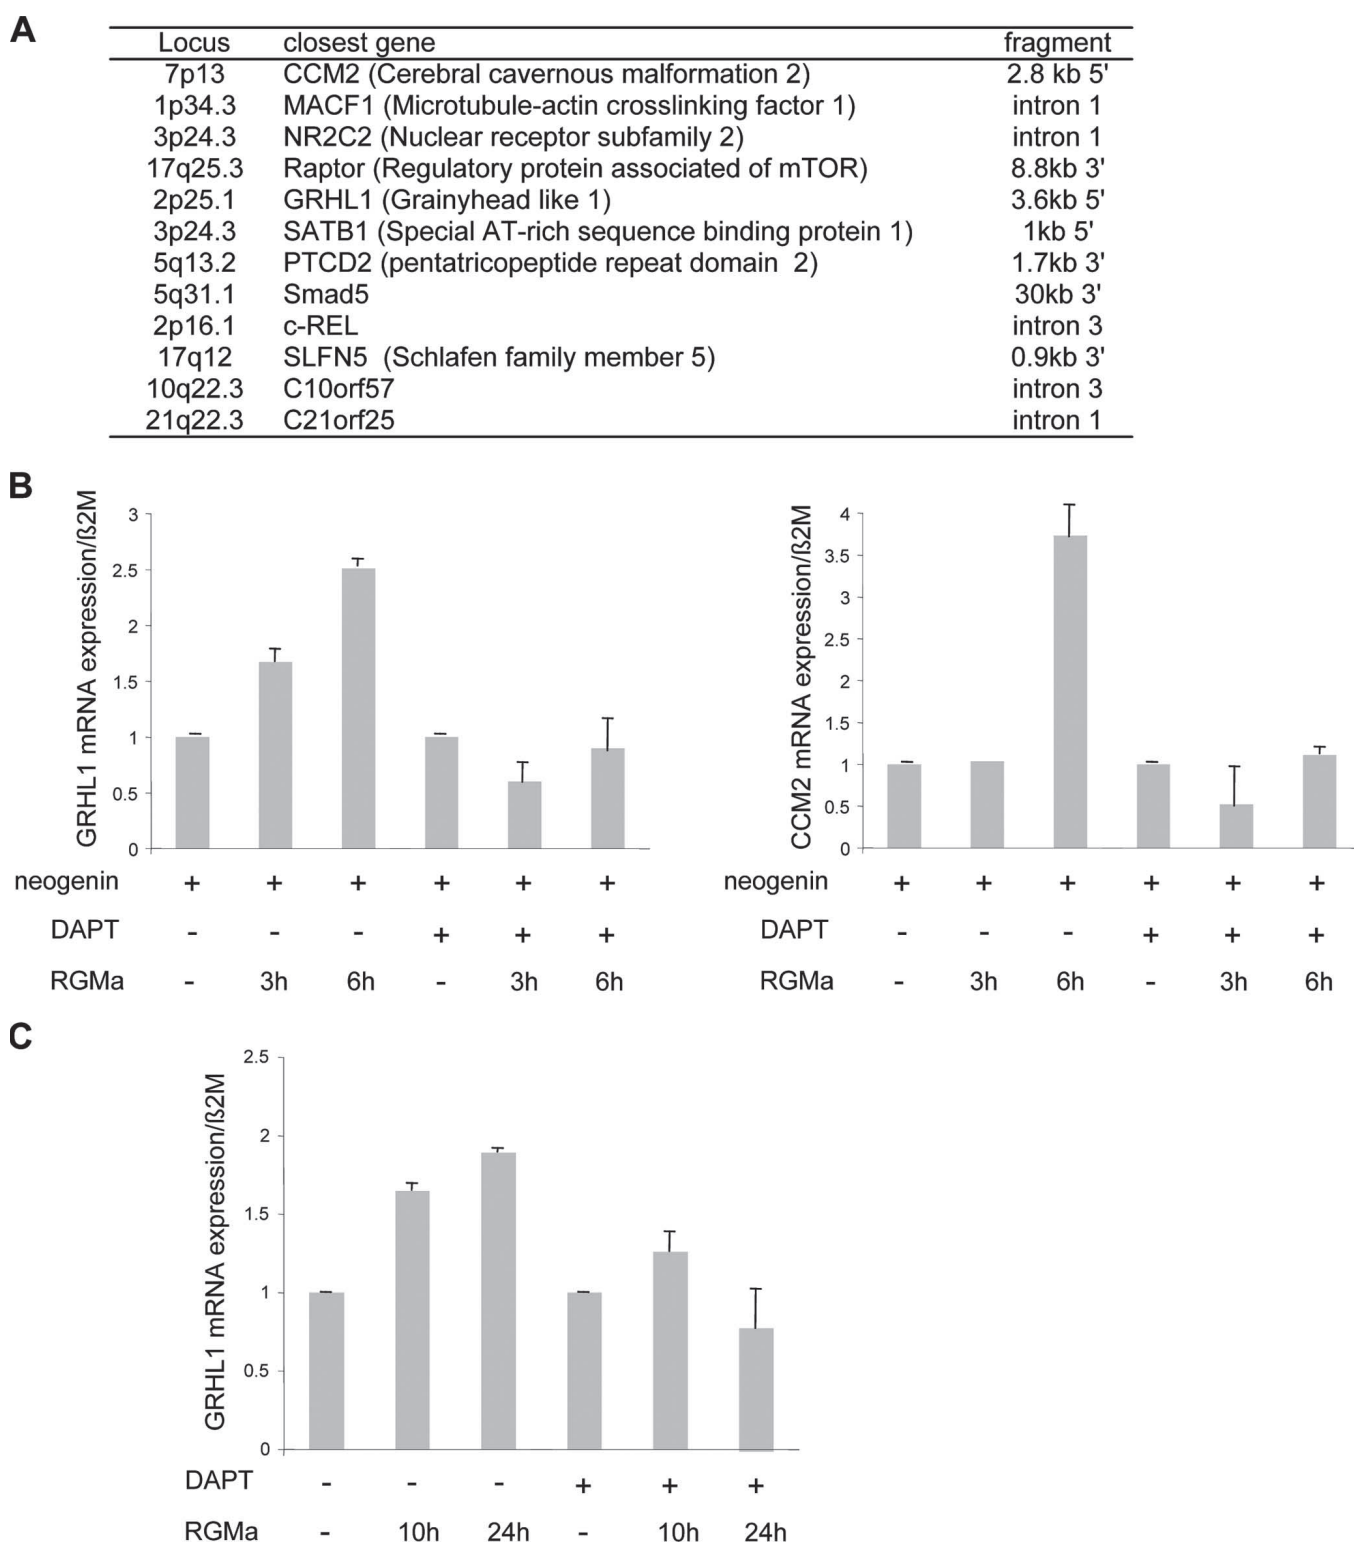 A
Locus closest gene fragment
7p13 CCM2 (Cerebral cavernous malformation 2) 2.8 kb 5'
1p34.3 MACF1 (Microtubule-actin crosslinking factor 1) intron 1
3p24.3 NR2C2 (Nuclear receptor subfamily 2) intron 1
17q25.3 Raptor (Regulatory protein associated of mTOR) 8.8kb 3'
2p25.1 GRHL1 (Grainyhead like 1) 3.6kb 5'
3p24.3 SATB1 (Special AT-rich sequence binding protein 1) 1kb 5'
5q13.2 PTCD2 (pentatricopeptide repeat domain 2) 1.7kb 3'
5q31.1 Smad5 30kb 3'
2p16.1 c-REL intron 3
17q12 SLFN5 (Schlafen family member 5) 0.9kb 3'
10q22.3 C10orf57 intron 3
21q22.3 C21orf25 intron 1
B
GRHL1 mRNA expression/ß2M
3
2.5
2
1.5
1
0.5
0
neogenin + + + + + +
DAPT - - - + + +
RGMa - 3h 6h - 3h 6h
CCM2 mRNA expression/ß2M
4
3.5
3
2.5
2
1.5
1
0.5
0
neogenin + + + + + +
DAPT - - - + + +
RGMa - 3h 6h - 3h 6h
C
GRHL1 mRNA expression/ß2M
2.5
2
1.5
1
0.5
0
DAPT - - - + + +
RGMa - 10h 24h - 10h 24h